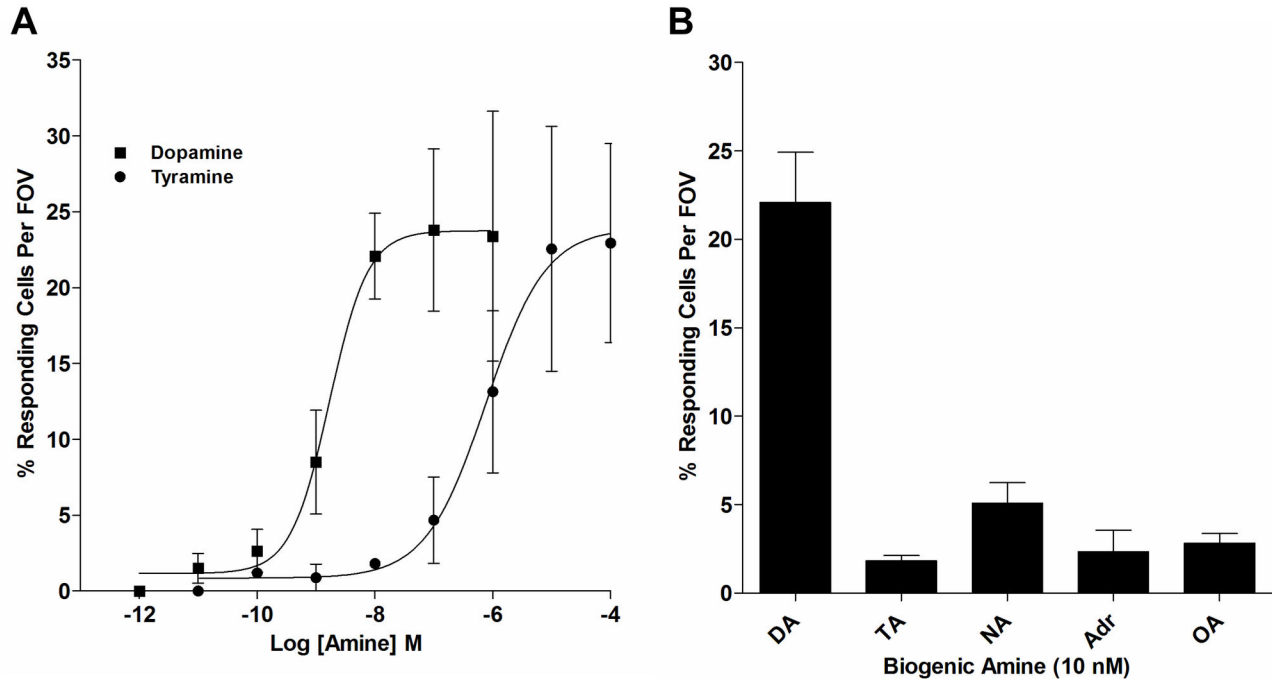 A
% Responding Cells Per FOV
35
30
25
20
15
10
5
0
Dopamine
Tyramine
-12 -10 -8 -6 -4
Log [Amine] M
B
% Responding Cells Per FOV
30
25
20
15
10
5
0
DA TA NA Adr OA
Biogenic Amine (10 nM)